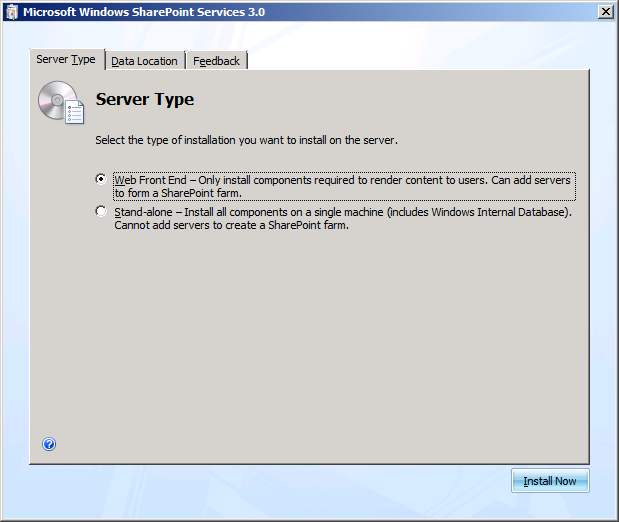 Microsoft Windows SharePoint Services 3.0
Server Type
Data Location
Feedback
Server Type
Select the type of installation you want to install on the server.
Web Front End – Only install components required to render content to users. Can add servers
to form a SharePoint farm.
Stand-alone – Install all components on a single machine (includes Windows Internal Database).
Cannot add servers to create a SharePoint farm.
?
Install Now